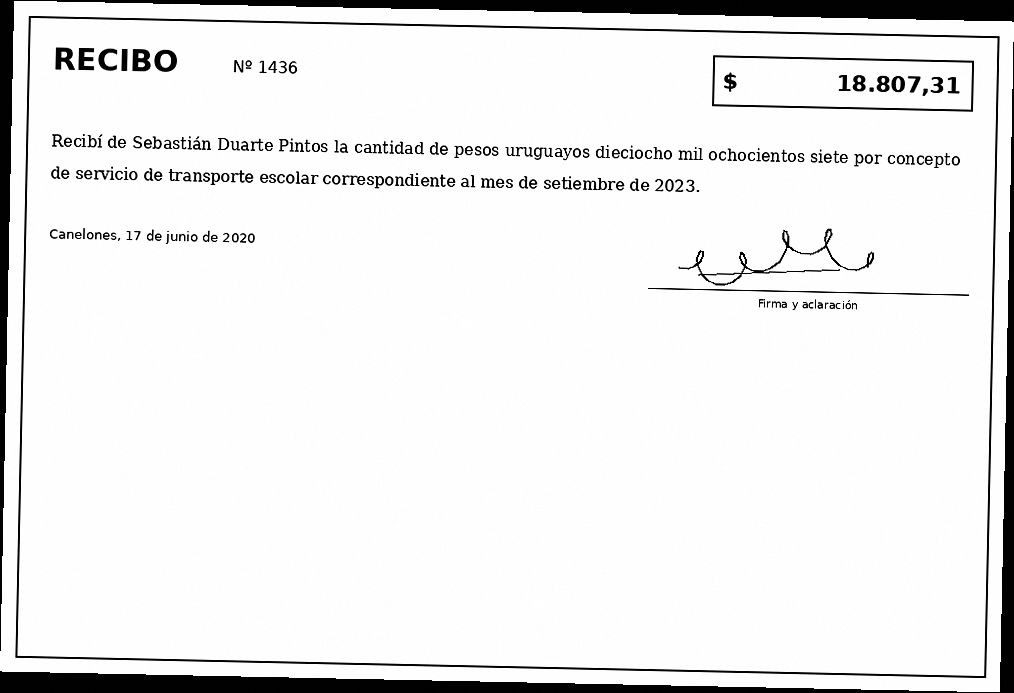 RECIBO Nº 1436 $ 18.807,31
Recibí de Sebastián Duarte Pintos la cantidad de pesos uruguayos dieciocho mil ochocientos siete por concepto
de servicio de transporte escolar correspondiente al mes de setiembre de 2023.
Canelones, 17 de junio de 2020
Firma y aclaración